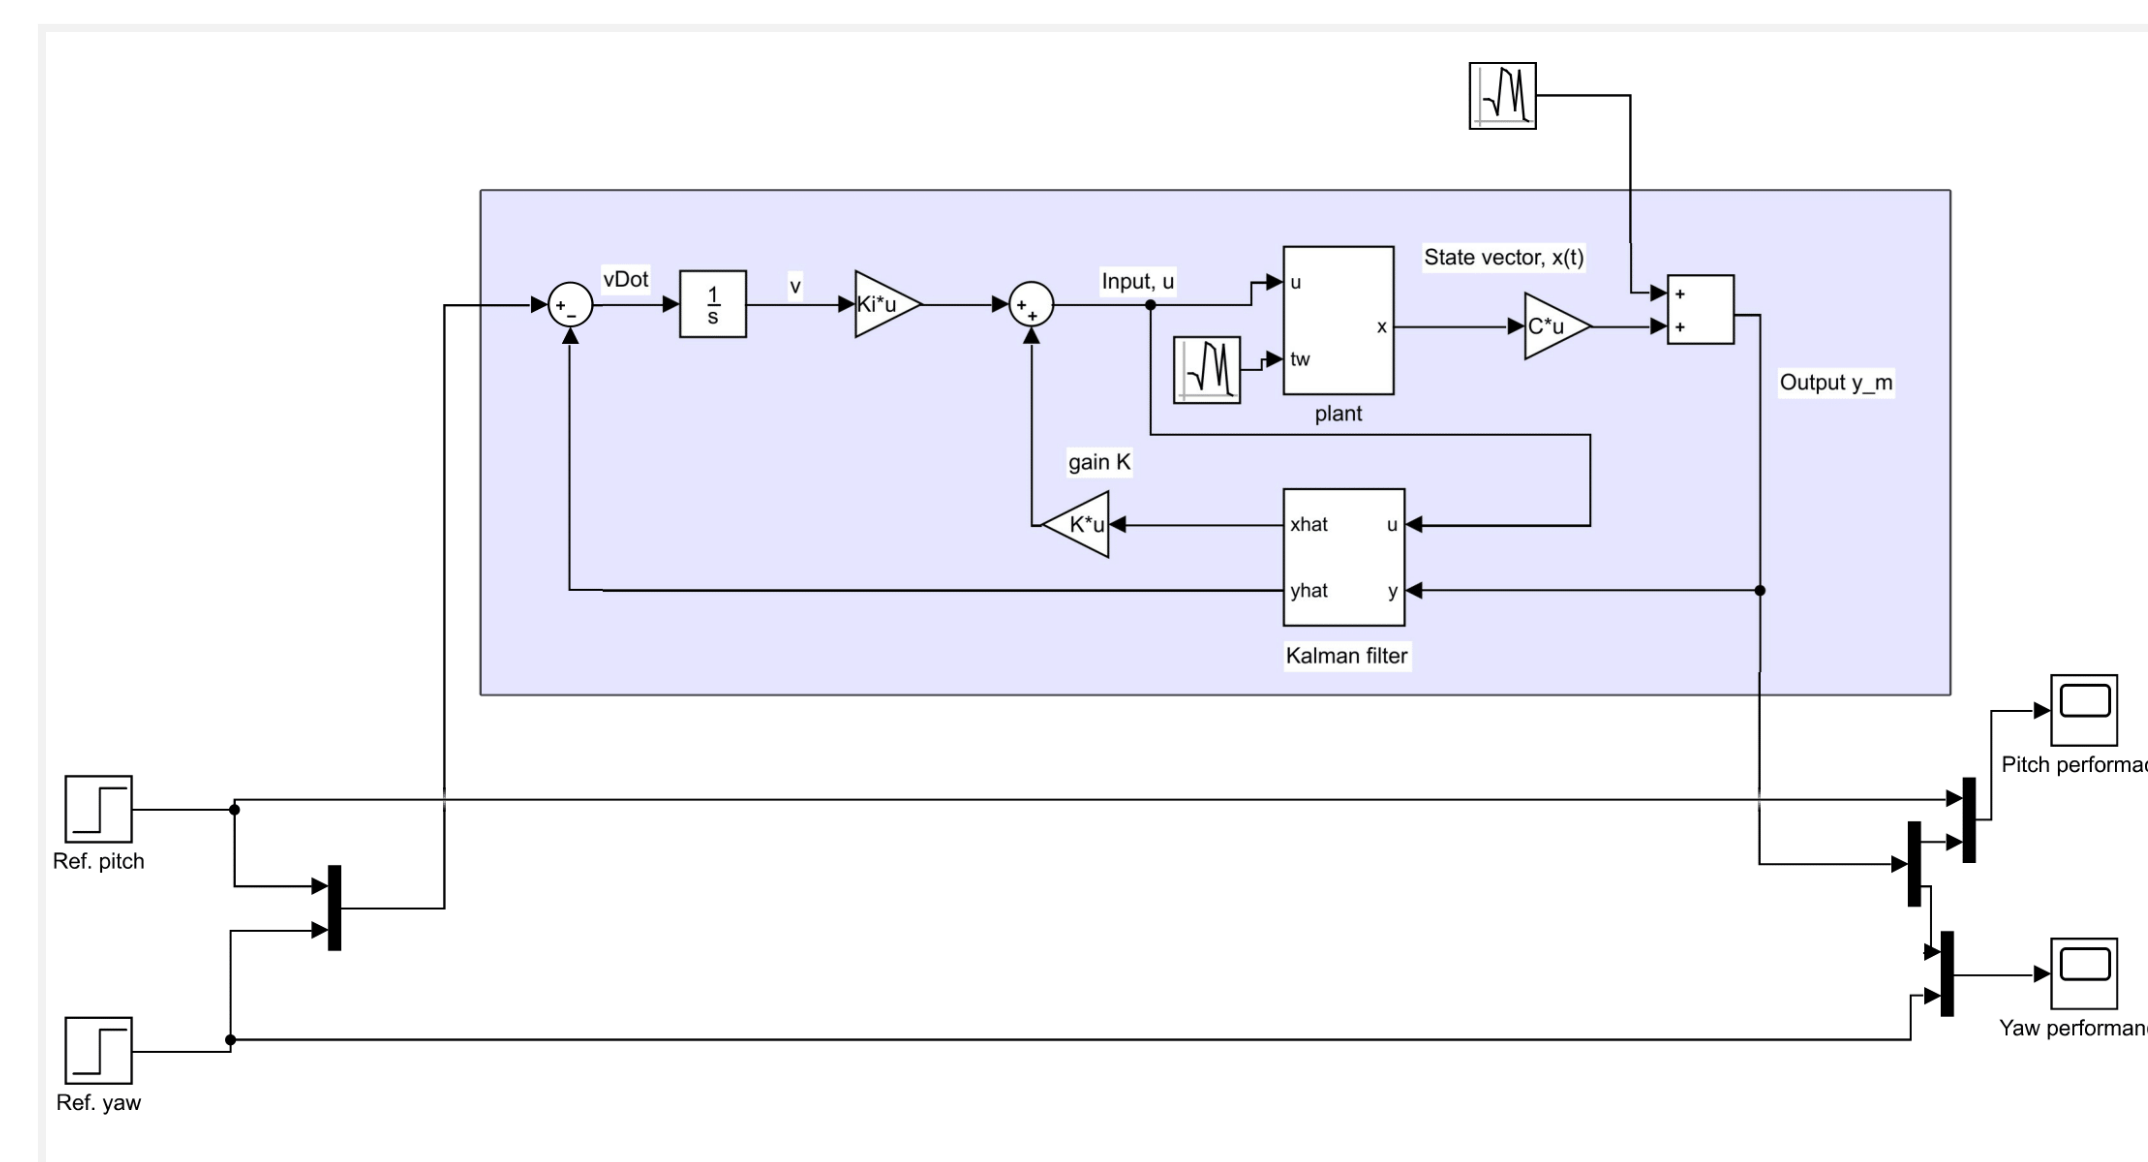 vDot
1
s
v
Ki*u
+
−
+
+
Input, u
u
x
tw
plant
State vector, x(t)
C*u
+
+
Output y_m
gain K
K*u
xhat
u
yhat
y
Kalman filter
Pitch performac
Ref. pitch
Yaw performan
Ref. yaw